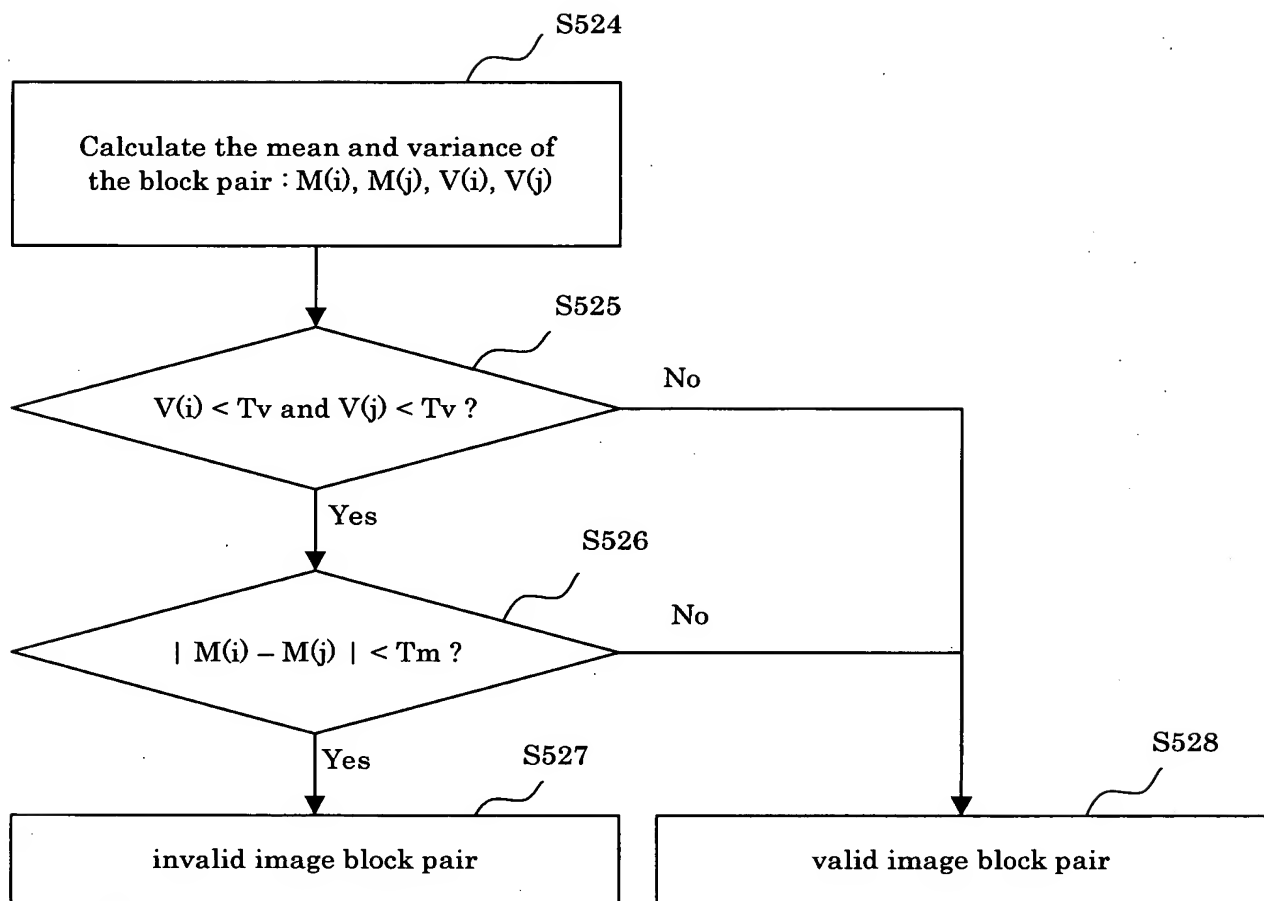 S524
Calculate the mean and variance of
the block pair : M(i), M(j), V(i), V(j)
S525
No
V(i) < Tv and V(j) < Tv ?
Yes
S526
No
| M(i) – M(j) | < Tm ?
Yes
S527
S528
invalid image block pair
valid image block pair